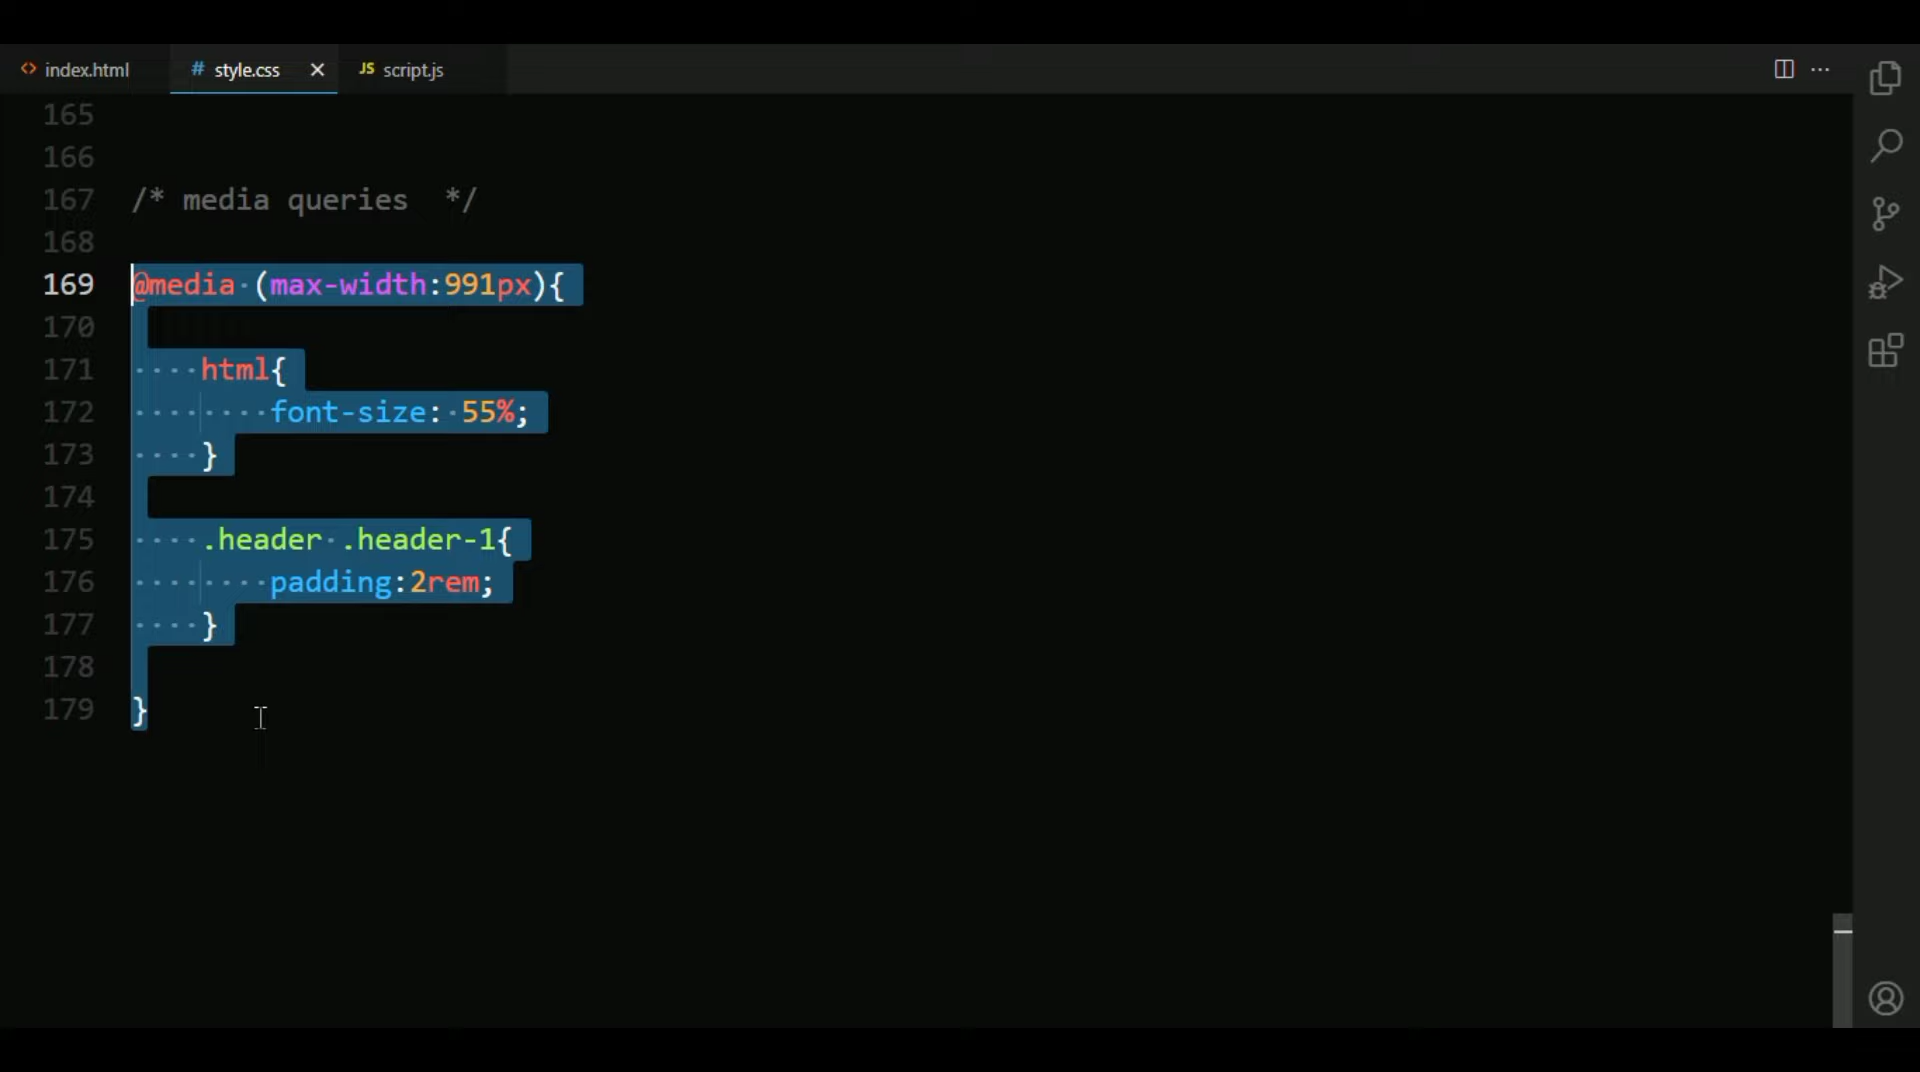 index.html
# style.css
JS script.js
165
166
167 /* media queries  */
168
169 @media (max-width:991px){
170
171     html{
172         font-size: 55%;
173     }
174
175     .header .header-1{
176         padding:2rem;
177     }
178
179 }